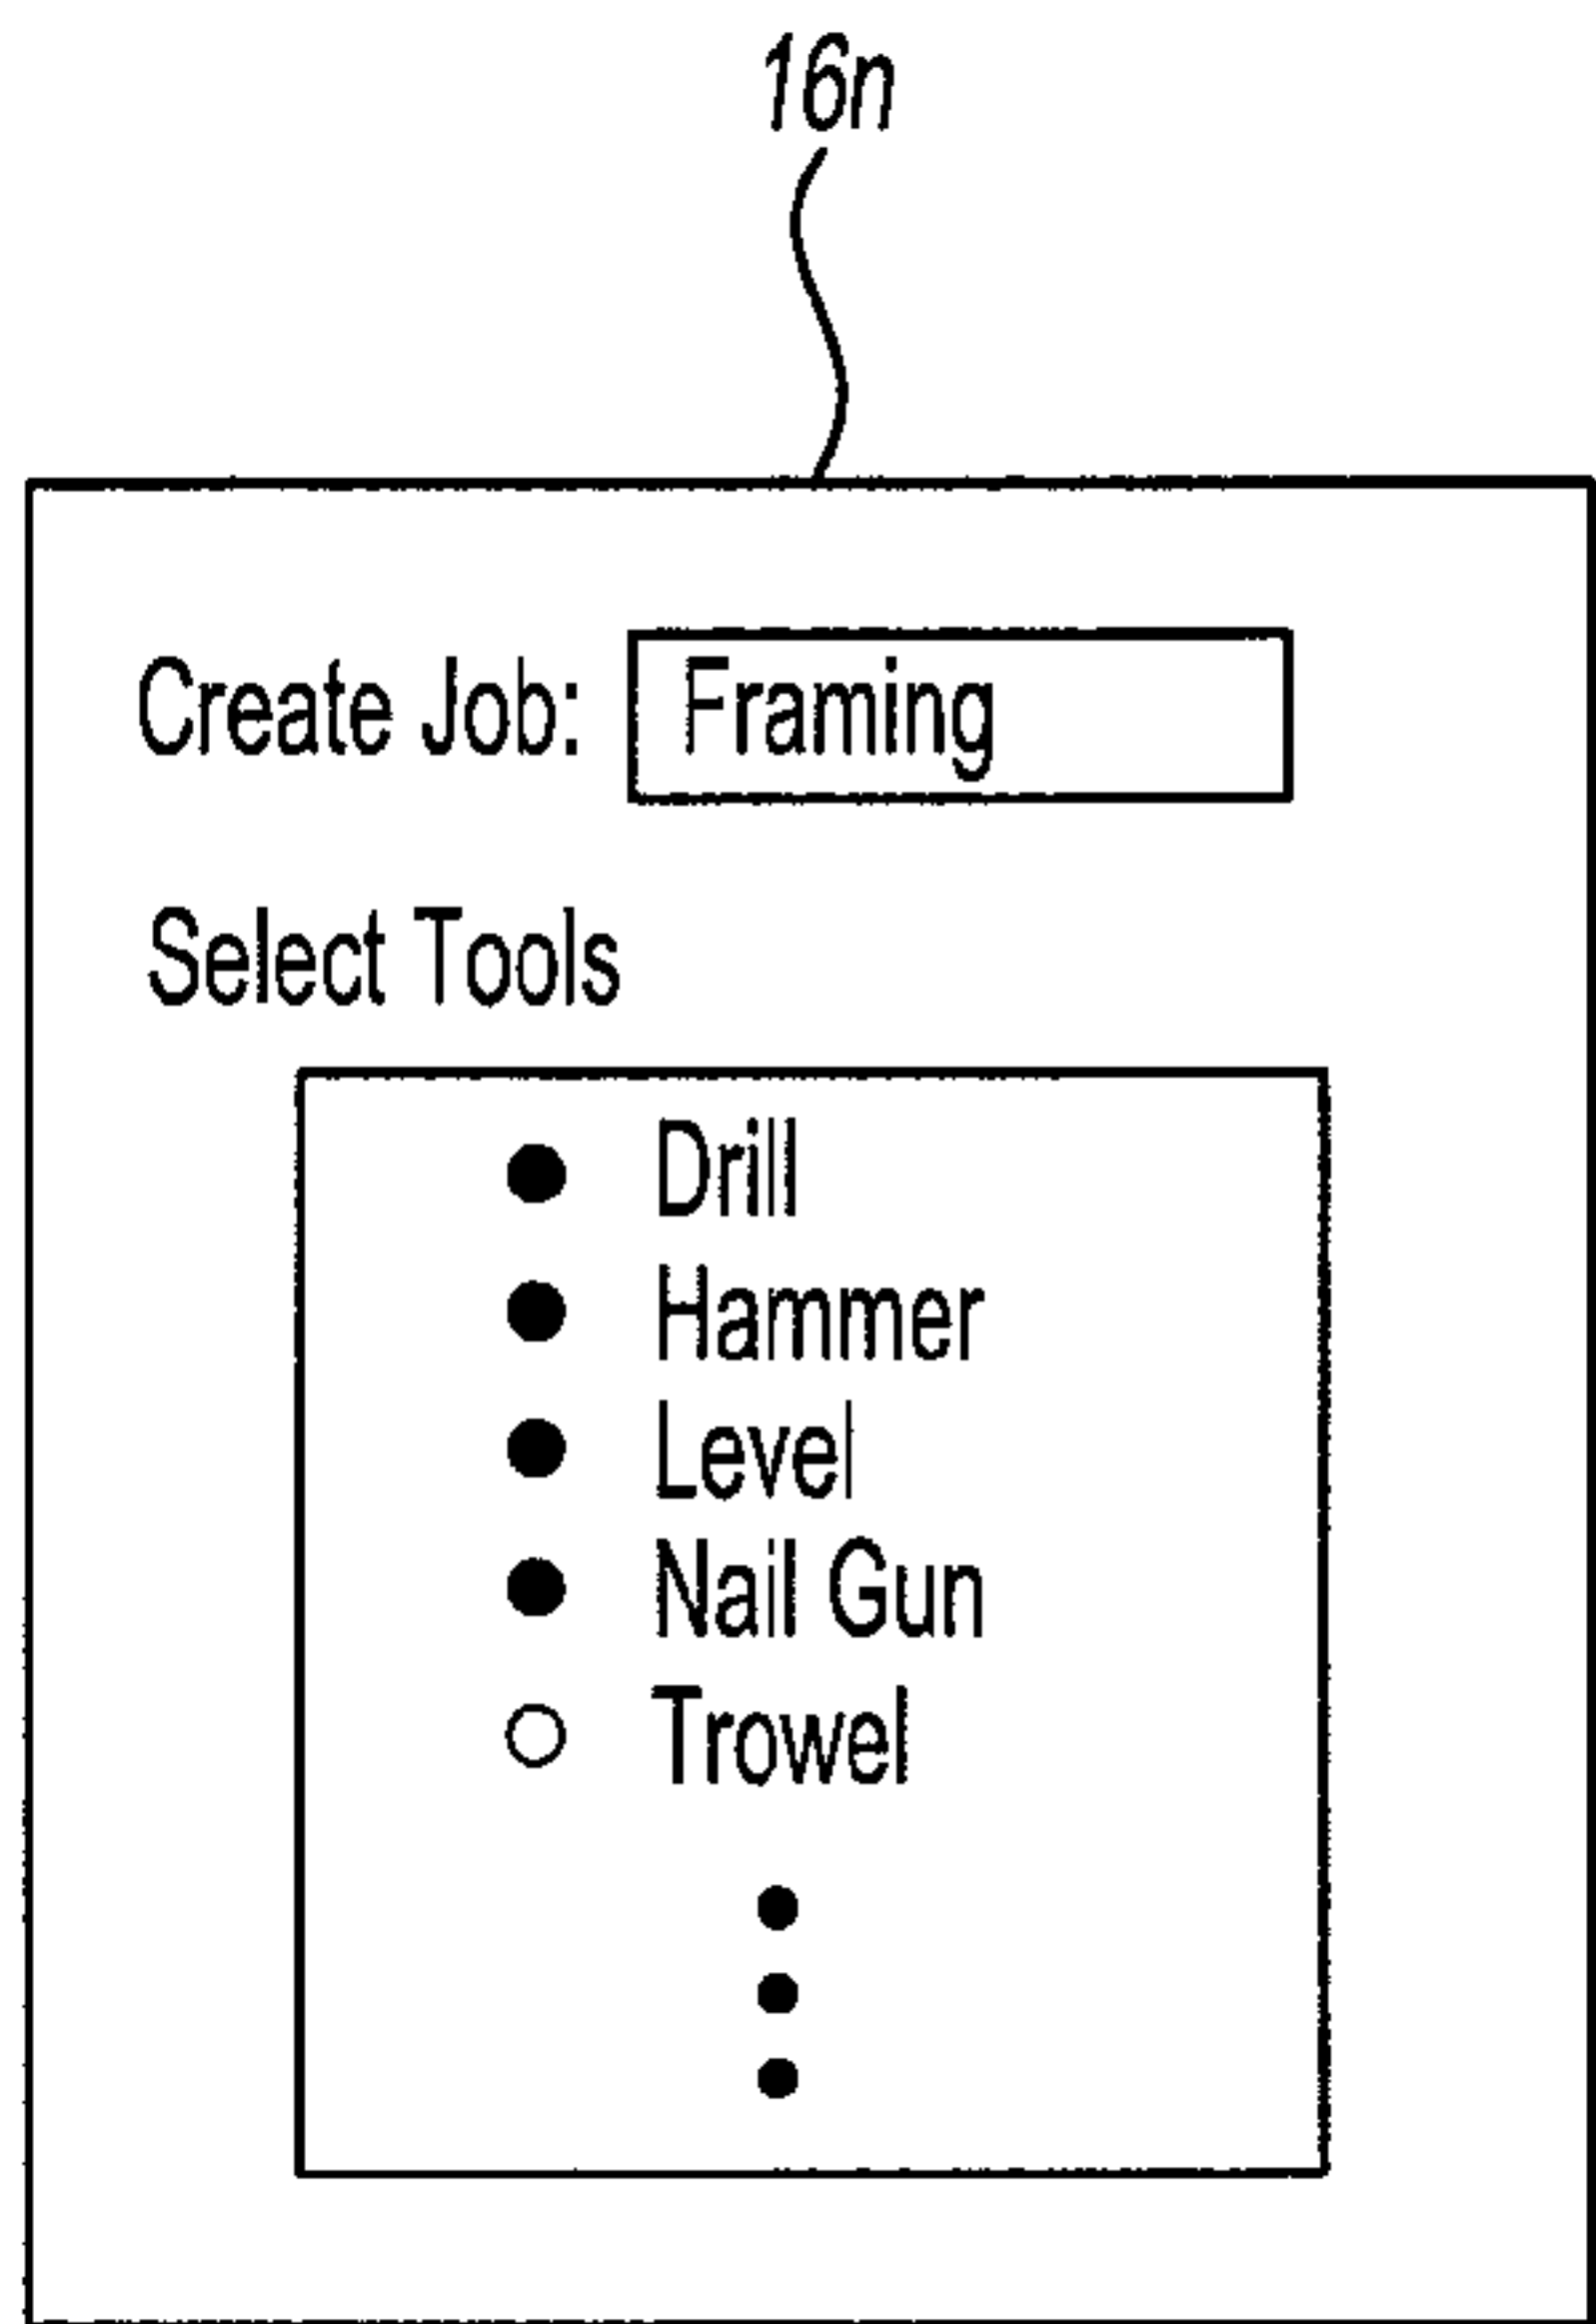 16n
Create Job: Framing
Select Tools
Drill
Hammer
Level
Nail Gun
Trowel